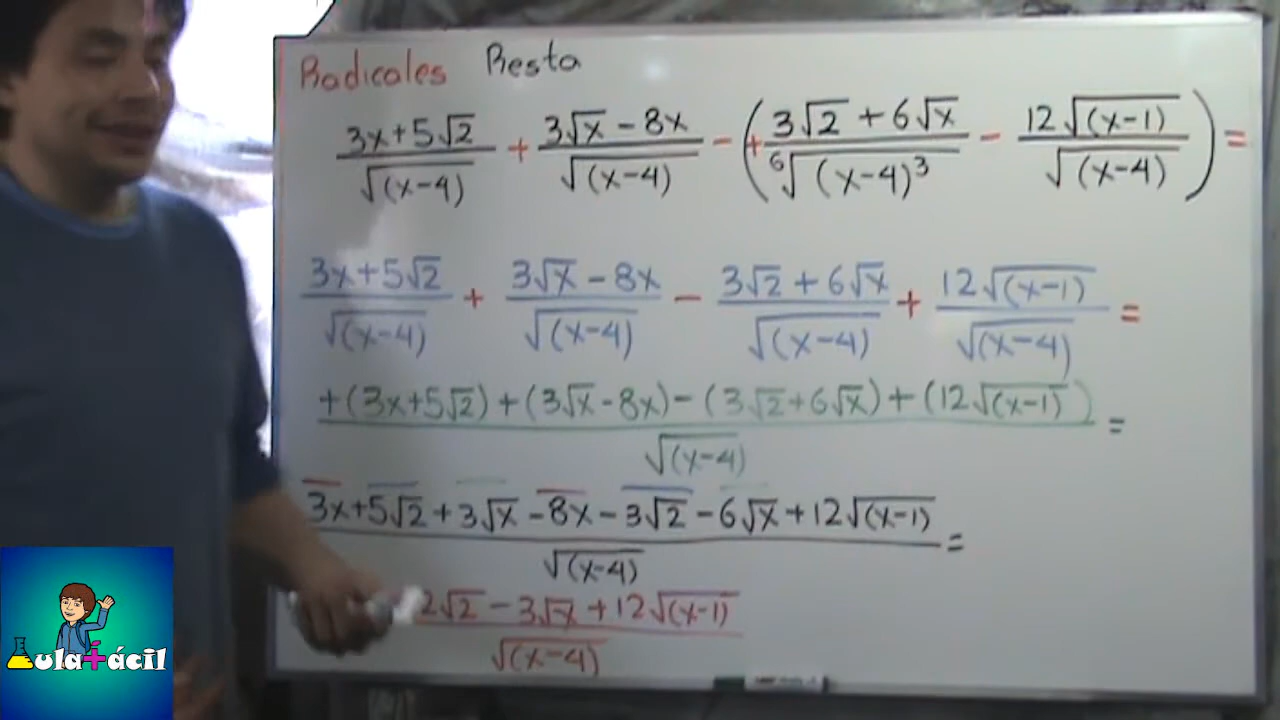 Radicales Resta
(3x+5√2)/√(x-4) + (3√x-8x)/√(x-4) - (+(3√2+6√x)/⁶√(x-4)³ - 12√(x-1)/√(x-4)) =
(3x+5√2)/√(x-4) + (3√x-8x)/√(x-4) - (3√2+6√x)/√(x-4) + 12√(x-1)/√(x-4) =
+(3x+5√2)+(3√x-8x)-(3√2+6√x)+(12√(x-1)) =
√(x-4)
3x+5√2+3√x-8x-3√2-6√x+12√(x-1) =
√(x-4)
2√2-3√x+12√(x-1)
√(x-4)
Aula+ácil